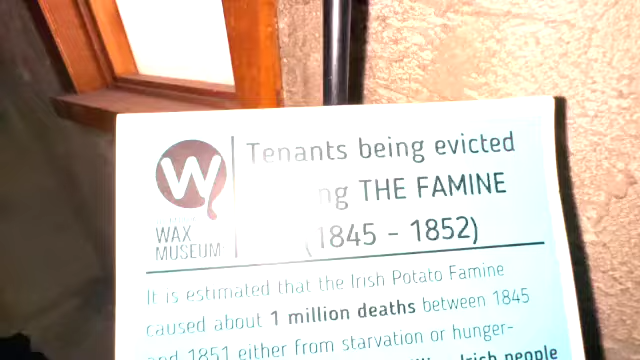 W
WAX
MUSEUM
Tenants being evicted
THE FAMINE
(1845 - 1852)
It is estimated that the Irish Potato Famine
caused about 1 million deaths between 1845
and 1851 either from starvation or hunger-
Irish people